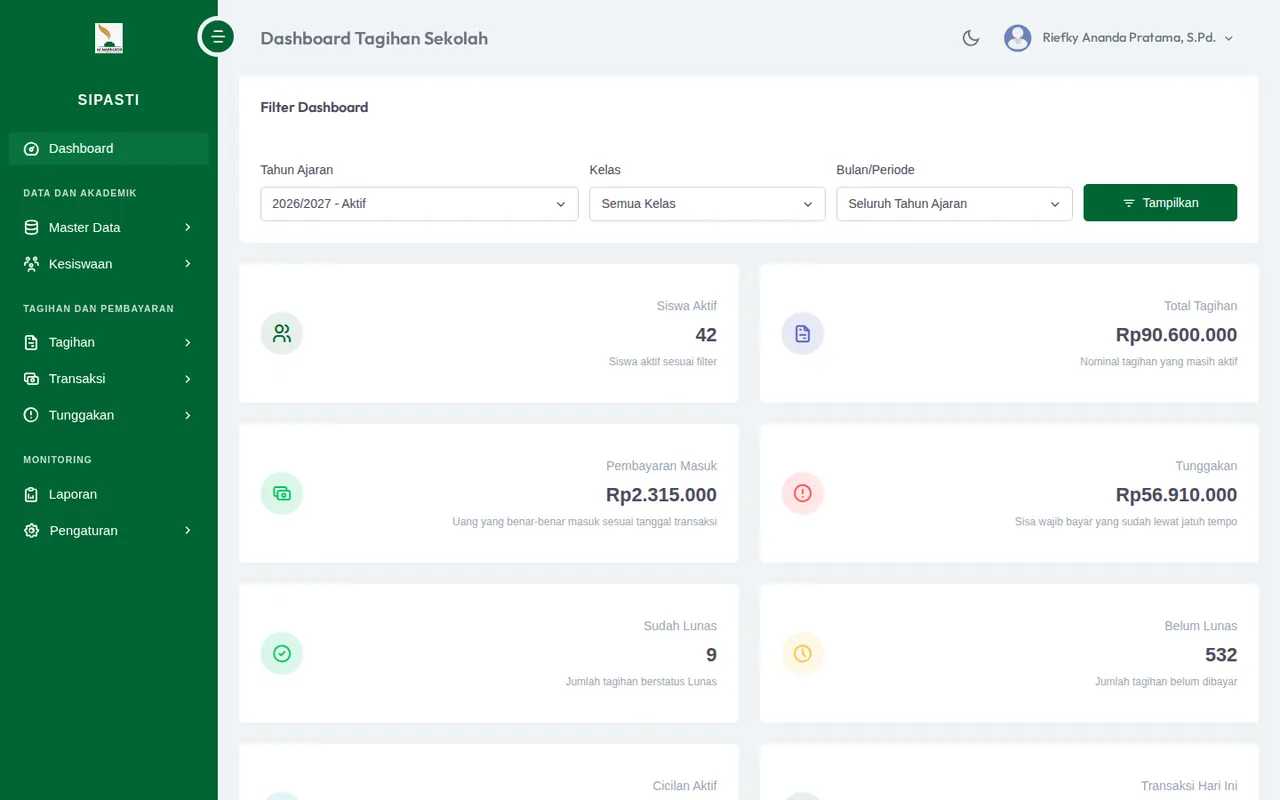 SIPASTI
Dashboard
DATA DAN AKADEMIK
Master Data
Kesiswaan
TAGIHAN DAN PEMBAYARAN
Tagihan
Transaksi
Tunggakan
MONITORING
Laporan
Pengaturan
Dashboard Tagihan Sekolah
Riefky Ananda Pratama, S.Pd.
Filter Dashboard
Tahun Ajaran
2026/2027 - Aktif
Kelas
Semua Kelas
Bulan/Periode
Seluruh Tahun Ajaran
Tampilkan
Siswa Aktif
42
Siswa aktif sesuai filter
Total Tagihan
Rp90.600.000
Nominal tagihan yang masih aktif
Pembayaran Masuk
Rp2.315.000
Uang yang benar-benar masuk sesuai tanggal transaksi
Tunggakan
Rp56.910.000
Sisa wajib bayar yang sudah lewat jatuh tempo
Sudah Lunas
9
Jumlah tagihan berstatus Lunas
Belum Lunas
532
Jumlah tagihan belum dibayar
Cicilan Aktif
Transaksi Hari Ini